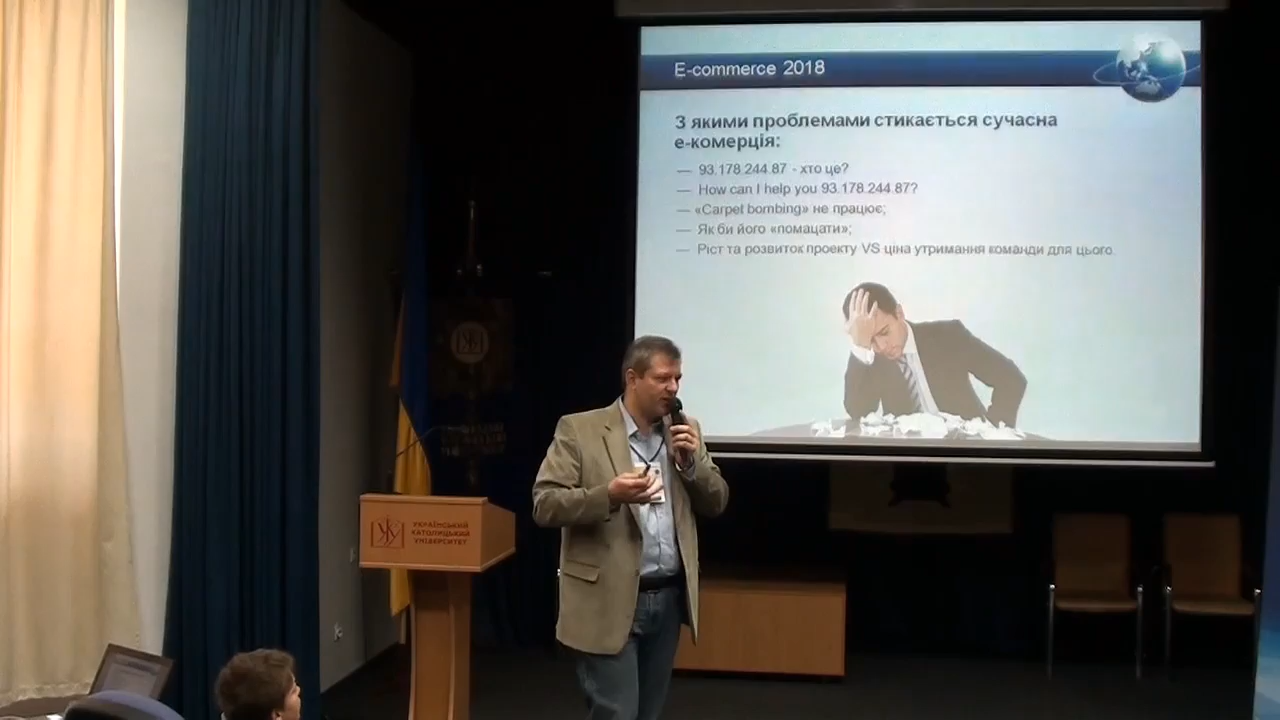 E-commerce 2018
З якими проблемами стикається сучасна
е-комерція:
— 93.178.244.87 - хто це?
— How can I help you 93.178.244.87?
— «Carpet bombing» не працює;
— Як би його «помацати»;
— Ріст та розвиток проекту VS ціна утримання команди для цього.
УКРАЇНСЬКИЙ
КАТОЛИЦЬКИЙ
УНІВЕРСИТЕТ